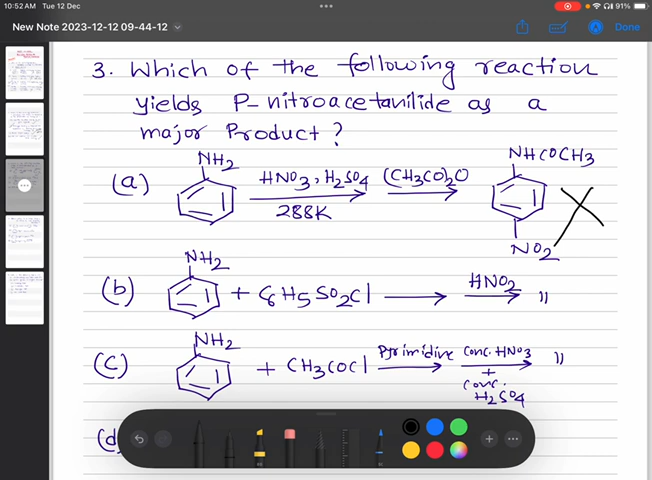 10:52 AM Tue 12 Dec
91%
New Note 2023-12-12 09-44-12
Done
3. Which of the following reaction
yields P-nitroacetanilide as a
major Product?
(a) NH2 HNO3, H2SO4 288K (CH3CO)2O NHCOCH3 NO2
(b) NH2 + C6H5SO2Cl HNO2 "
(c) NH2 + CH3COCl Pyrimidine Conc. HNO3 + Conc. H2SO4 "
(d)